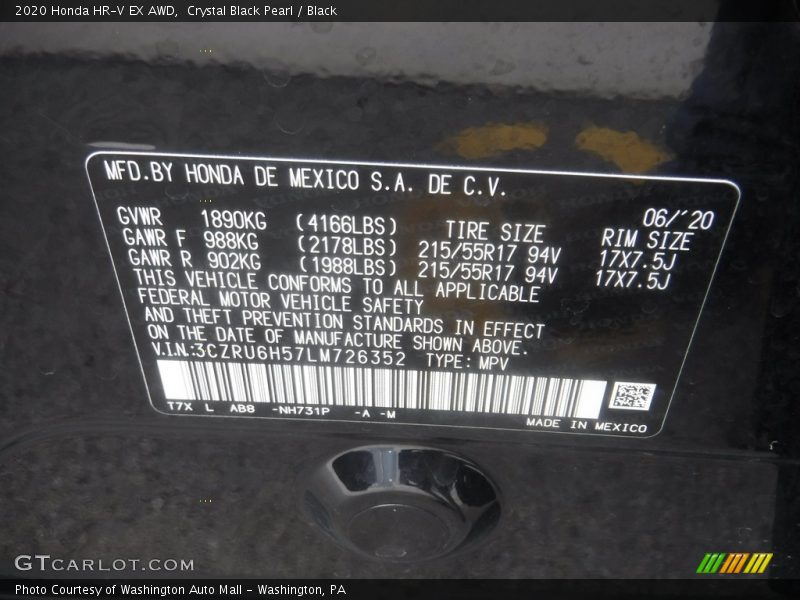 2020 Honda HR-V EX AWD,  Crystal Black Pearl / Black
MFD.BY HONDA DE MEXICO S.A. DE C.V.
06/'20
GVWR 1890KG (4166LBS) TIRE SIZE RIM SIZE
GAWR F 988KG (2178LBS) 215/55R17 94V 17X7.5J
GAWR R 902KG (1988LBS) 215/55R17 94V 17X7.5J
THIS VEHICLE CONFORMS TO ALL APPLICABLE
FEDERAL MOTOR VEHICLE SAFETY
AND THEFT PREVENTION STANDARDS IN EFFECT
ON THE DATE OF MANUFACTURE SHOWN ABOVE.
V.I.N:3CZRU6H57LM726352 TYPE: MPV
T7X L AB8 -NH731P -A -M
MADE IN MEXICO
GTCARLOT.COM
Photo Courtesy of Washington Auto Mall - Washington, PA